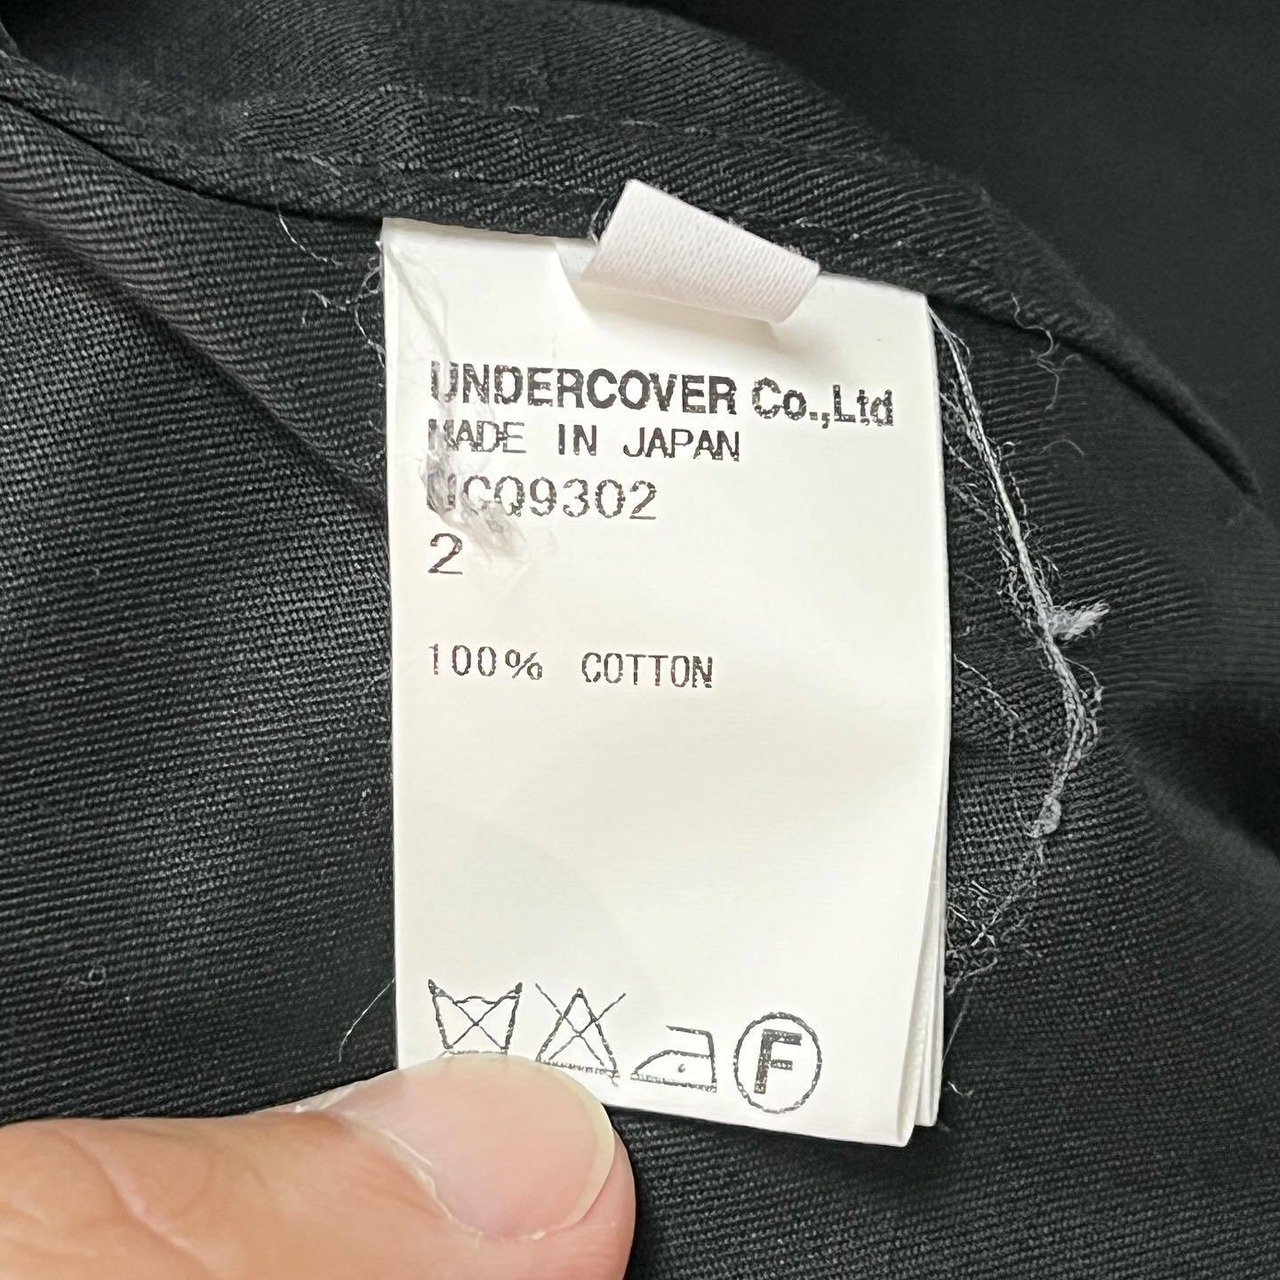 UNDERCOVER Co.,Ltd
MADE IN JAPAN
UCQ9302
2
100% COTTON
F